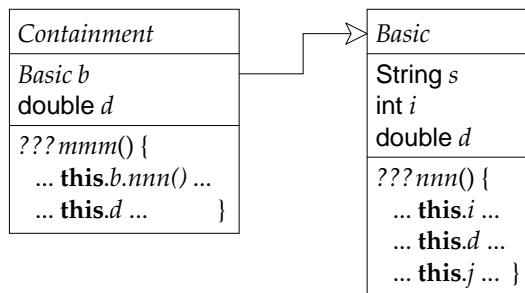 Containment
Basic b
double d
??? mmm() {
... this.b.nnn() ...
... this.d ... }
Basic
String s
int i
double d
??? nnn() {
... this.i ...
... this.d ...
... this.j ... }